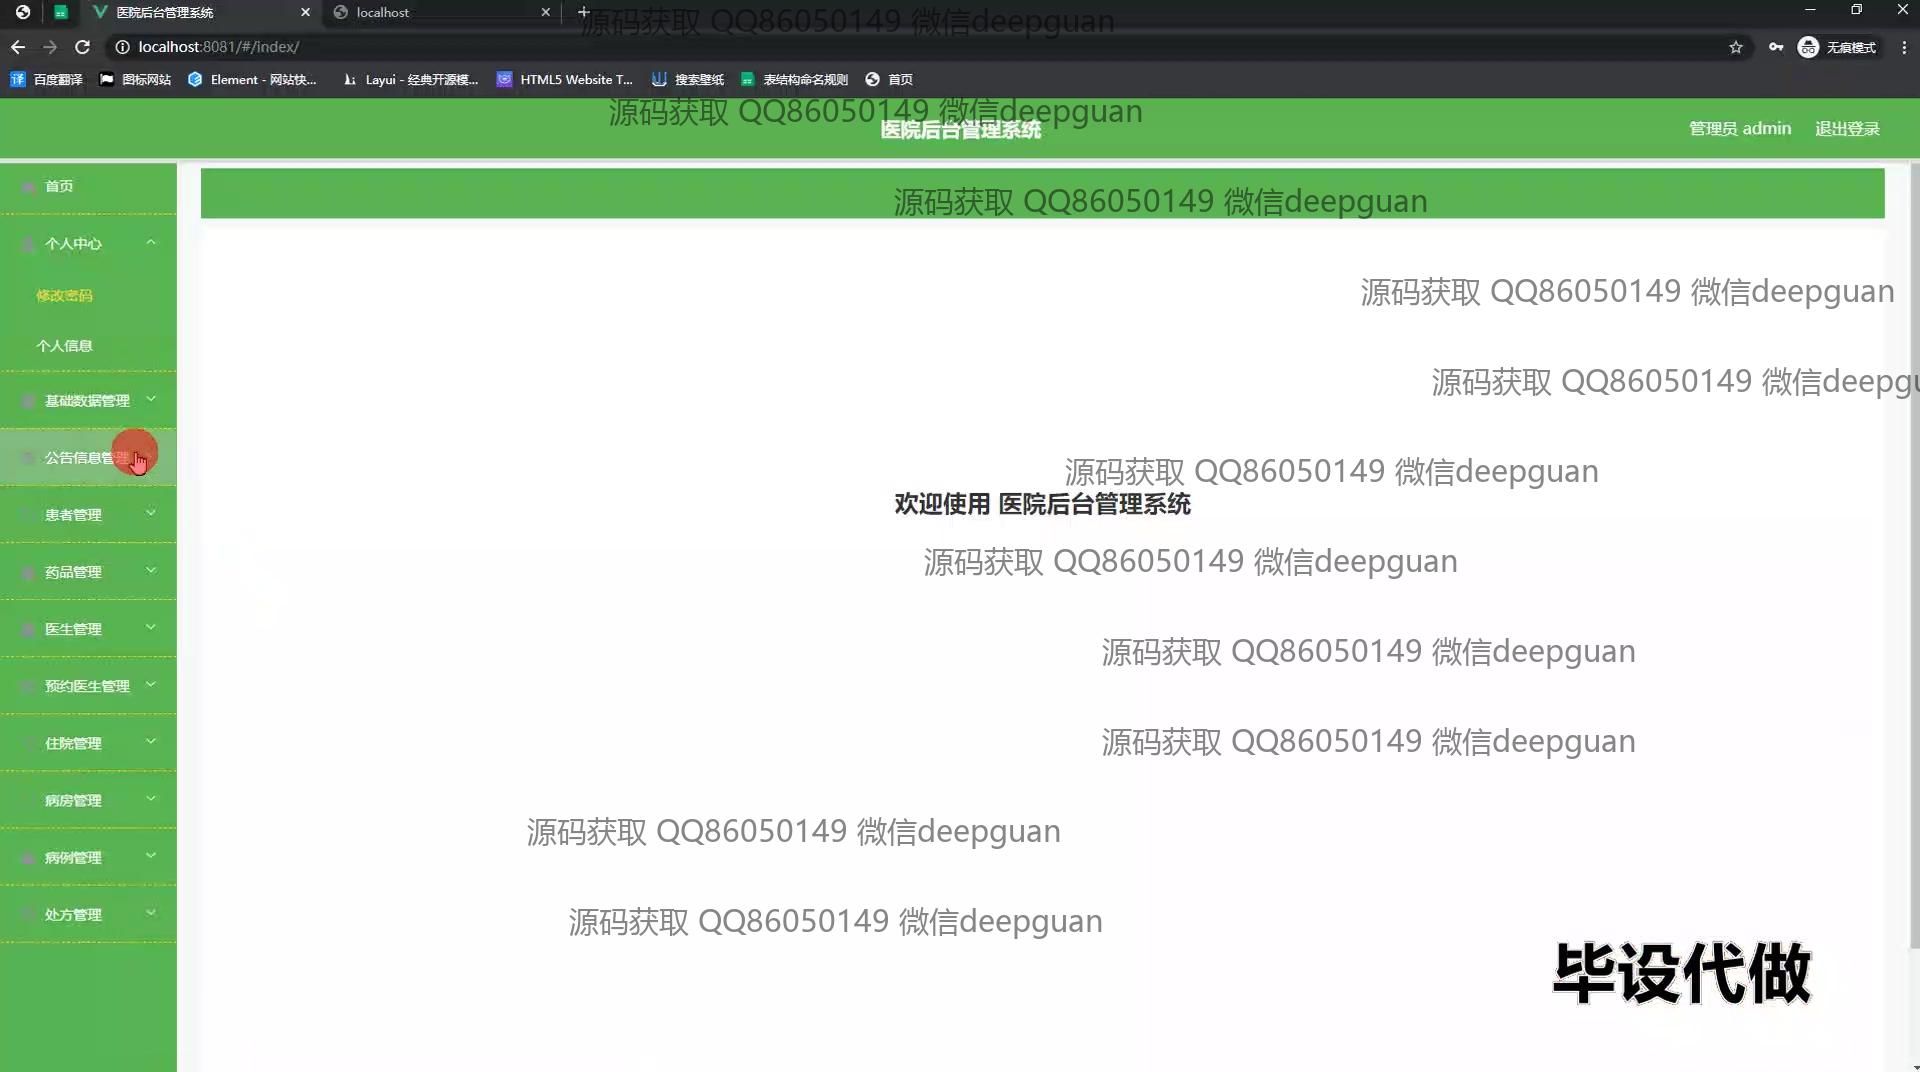 医院后台管理系统
localhost
源码获取 QQ86050149 微信deepguan
localhost:8081/#/index/
无痕模式
百度翻译
图标网站
Element - 网站快...
Layui - 经典开源模...
HTML5 Website T...
搜索壁纸
表结构命名规则
首页
源码获取 QQ86050149 微信deepguan
医院后台管理系统
管理员 admin
退出登录
首页
源码获取 QQ86050149 微信deepguan
个人中心
修改密码
源码获取 QQ86050149 微信deepguan
个人信息
源码获取 QQ86050149 微信deepgu
基础数据管理
公告信息管理
源码获取 QQ86050149 微信deepguan
欢迎使用 医院后台管理系统
患者管理
源码获取 QQ86050149 微信deepguan
药品管理
医生管理
源码获取 QQ86050149 微信deepguan
预约医生管理
住院管理
源码获取 QQ86050149 微信deepguan
病房管理
源码获取 QQ86050149 微信deepguan
病例管理
处方管理
源码获取 QQ86050149 微信deepguan
毕设代做